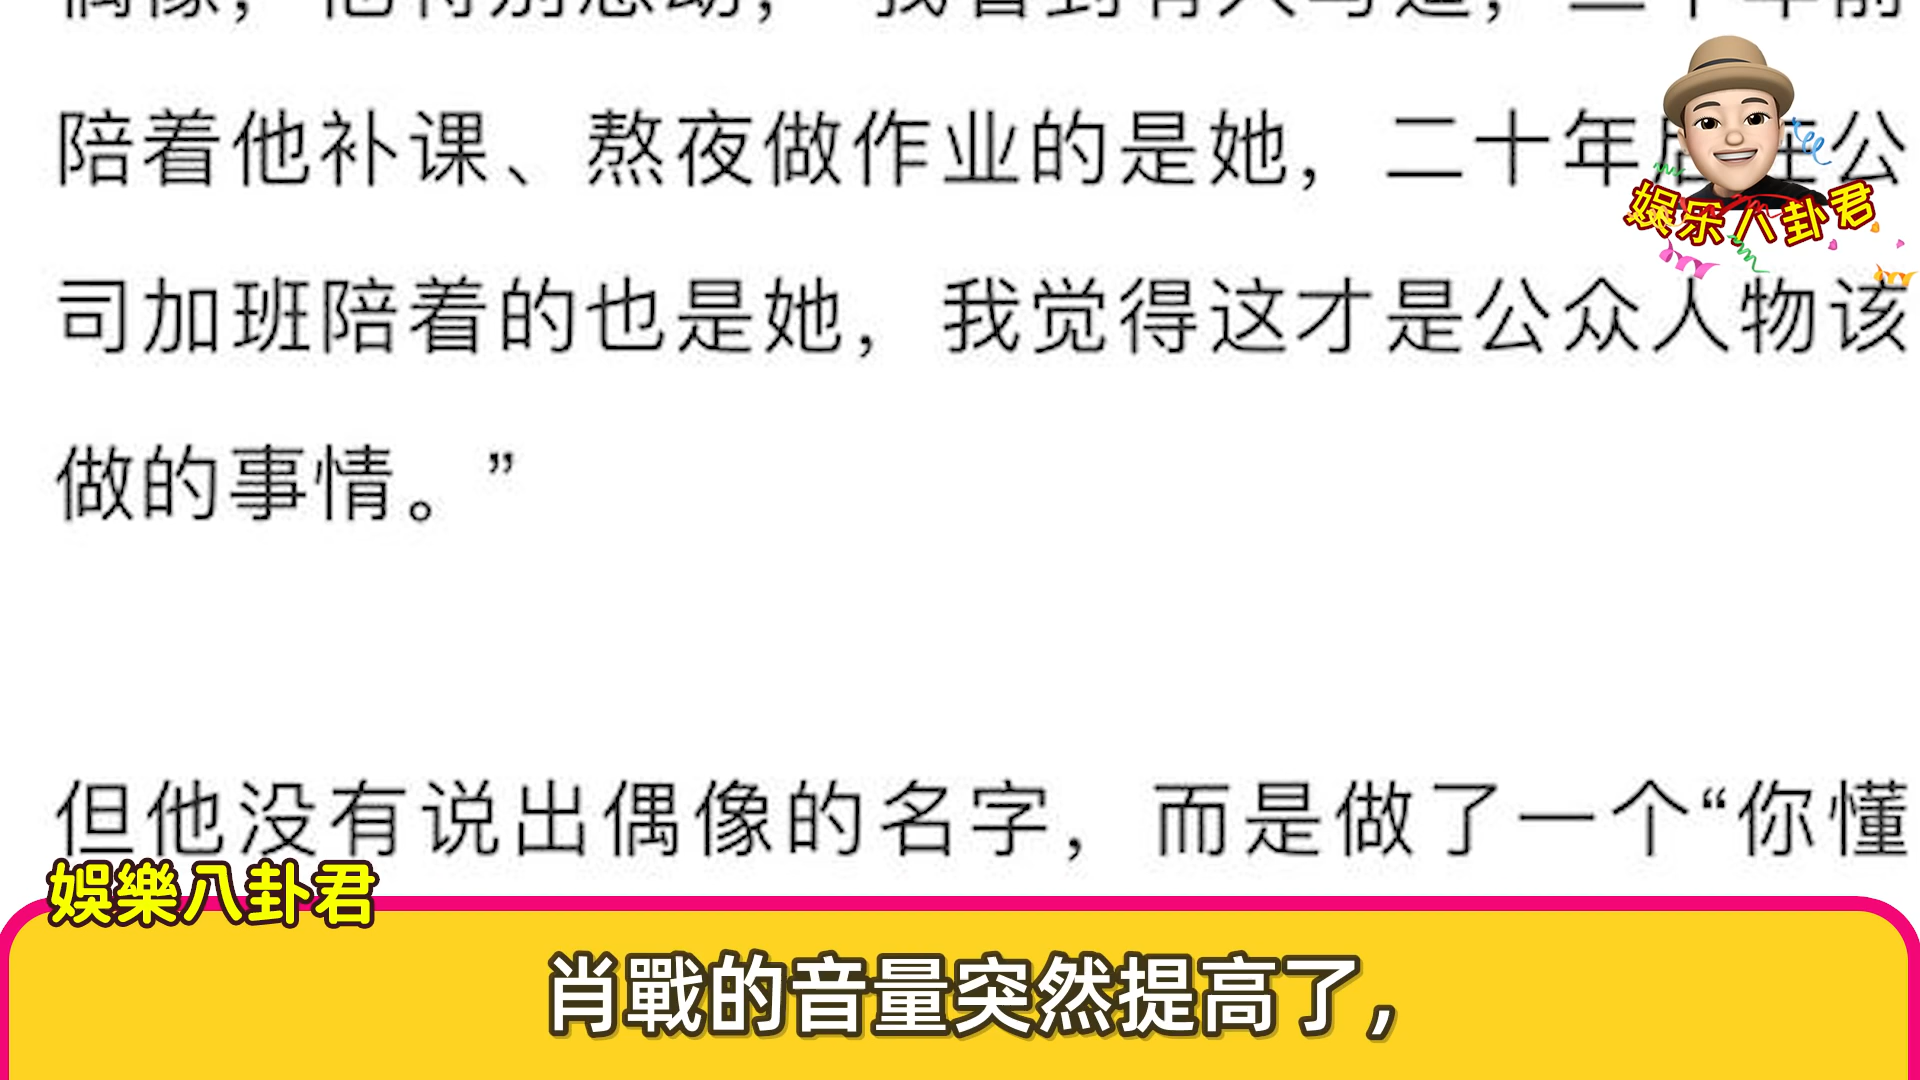 陪着他补课、熬夜做作业的是她，二十年后在公
娱乐八卦君
司加班陪着的也是她，我觉得这才是公众人物该
做的事情。”
但他没有说出偶像的名字，而是做了一个“你懂
娛樂八卦君
肖戰的音量突然提高了，